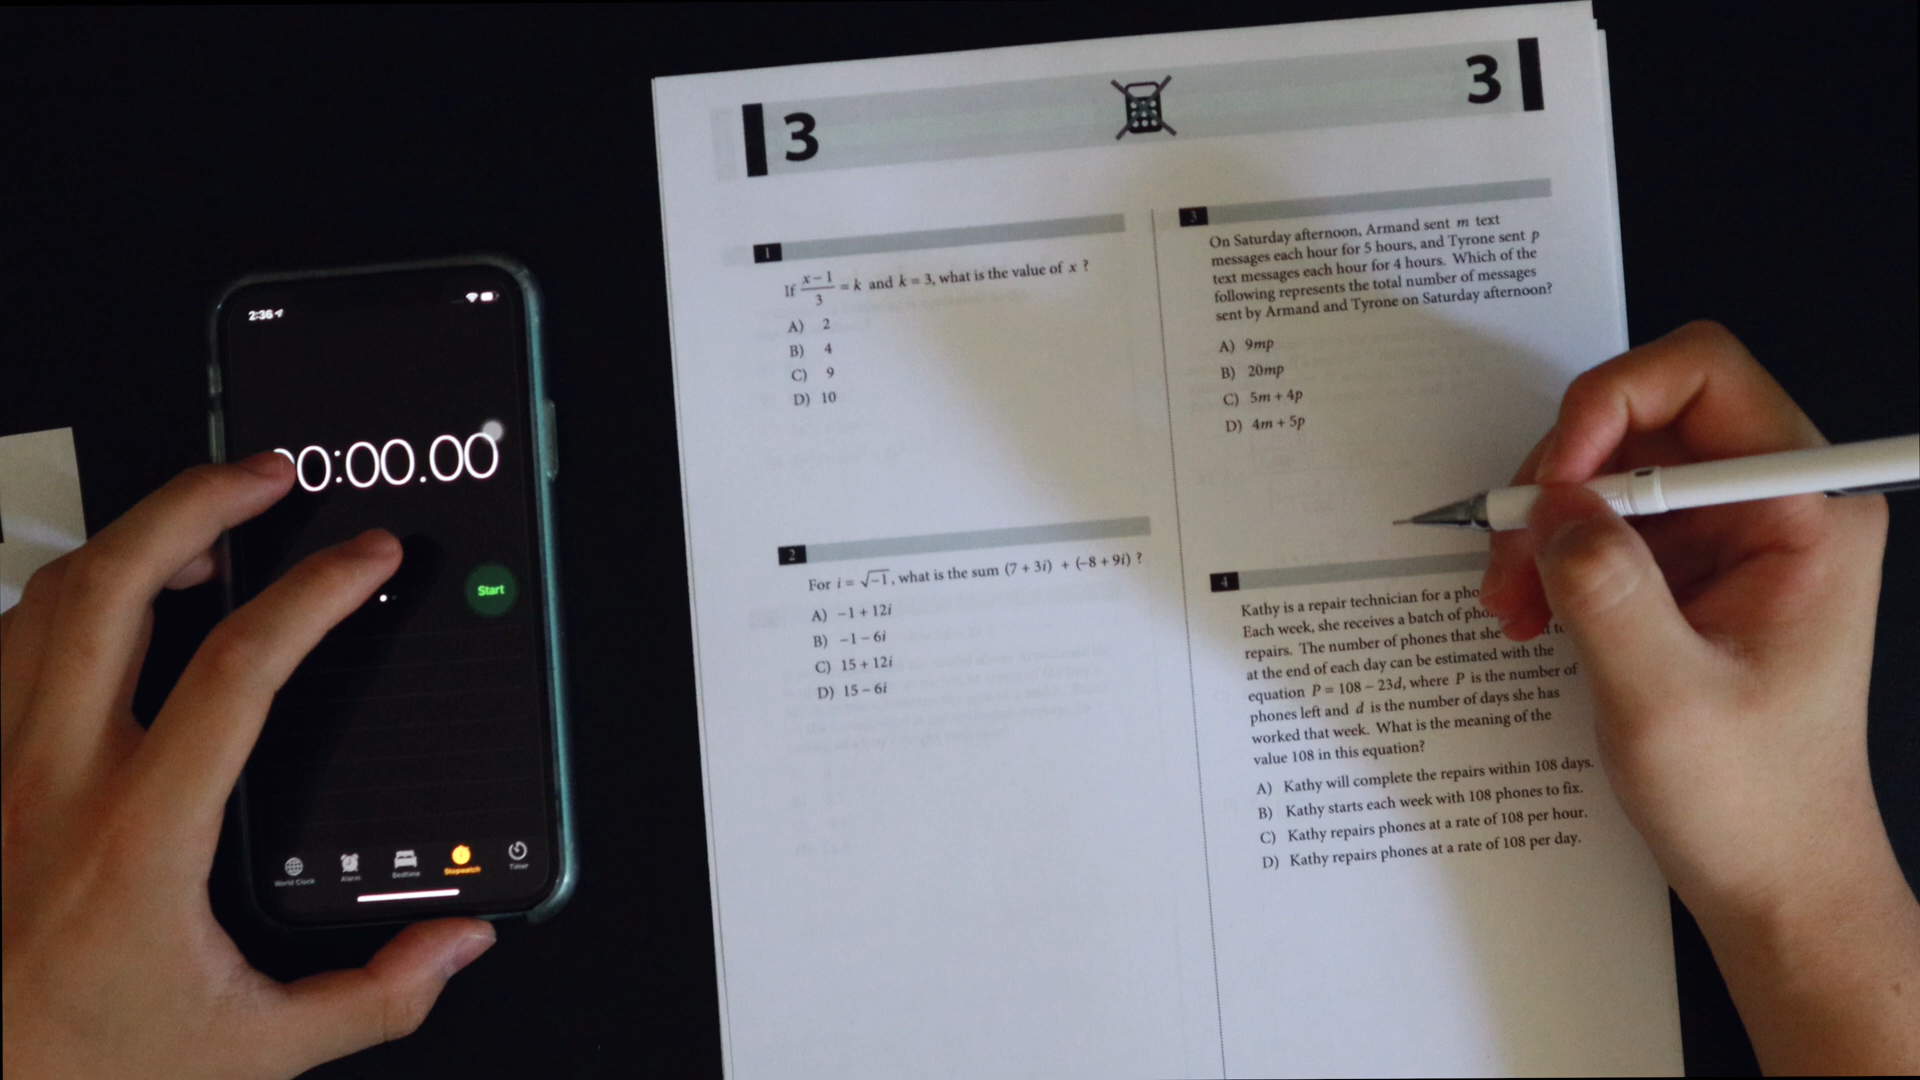 2:36
00:00.00
Start
World Clock
Alarm
Bedtime
Stopwatch
Timer
3
3
1
If x – 1 / 3 = k and k = 3, what is the value of x ?
A) 2
B) 4
C) 9
D) 10
2
For i = √–1, what is the sum (7 + 3i) + (–8 + 9i) ?
A) –1 + 12i
B) –1 – 6i
C) 15 + 12i
D) 15 – 6i
3
On Saturday afternoon, Armand sent m text
messages each hour for 5 hours, and Tyrone sent p
text messages each hour for 4 hours. Which of the
following represents the total number of messages
sent by Armand and Tyrone on Saturday afternoon?
A) 9mp
B) 20mp
C) 5m + 4p
D) 4m + 5p
4
Kathy is a repair technician for a pho
Each week, she receives a batch of pho
repairs. The number of phones that she
at the end of each day can be estimated with the
equation P = 108 – 23d, where P is the number of
phones left and d is the number of days she has
worked that week. What is the meaning of the
value 108 in this equation?
A) Kathy will complete the repairs within 108 days.
B) Kathy starts each week with 108 phones to fix.
C) Kathy repairs phones at a rate of 108 per hour.
D) Kathy repairs phones at a rate of 108 per day.